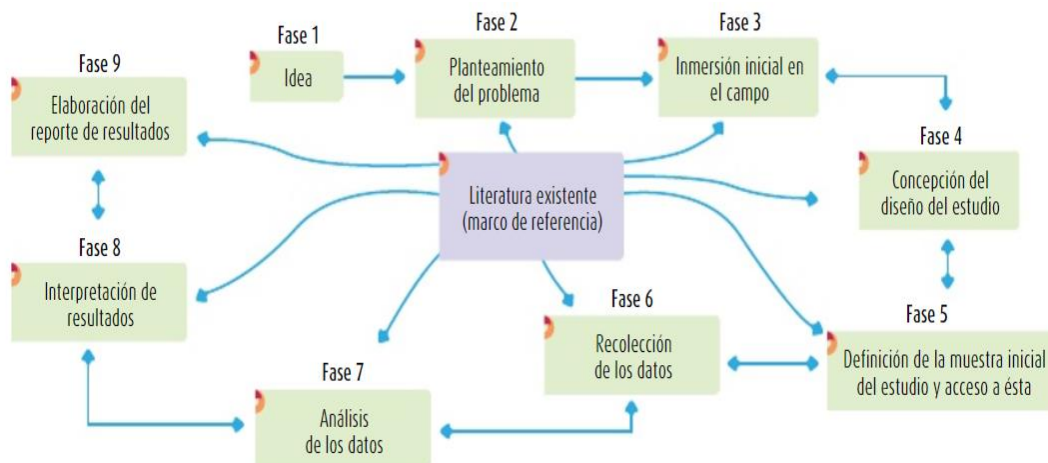 Fase 1
Idea
Fase 2
Planteamiento
del problema
Fase 3
Inmersión inicial en
el campo
Fase 4
Concepción del
diseño del estudio
Fase 5
Definición de la muestra inicial
del estudio y acceso a ésta
Fase 6
Recolección
de los datos
Fase 7
Análisis
de los datos
Fase 8
Interpretación de
resultados
Fase 9
Elaboración del
reporte de resultados
Literatura existente
(marco de referencia)